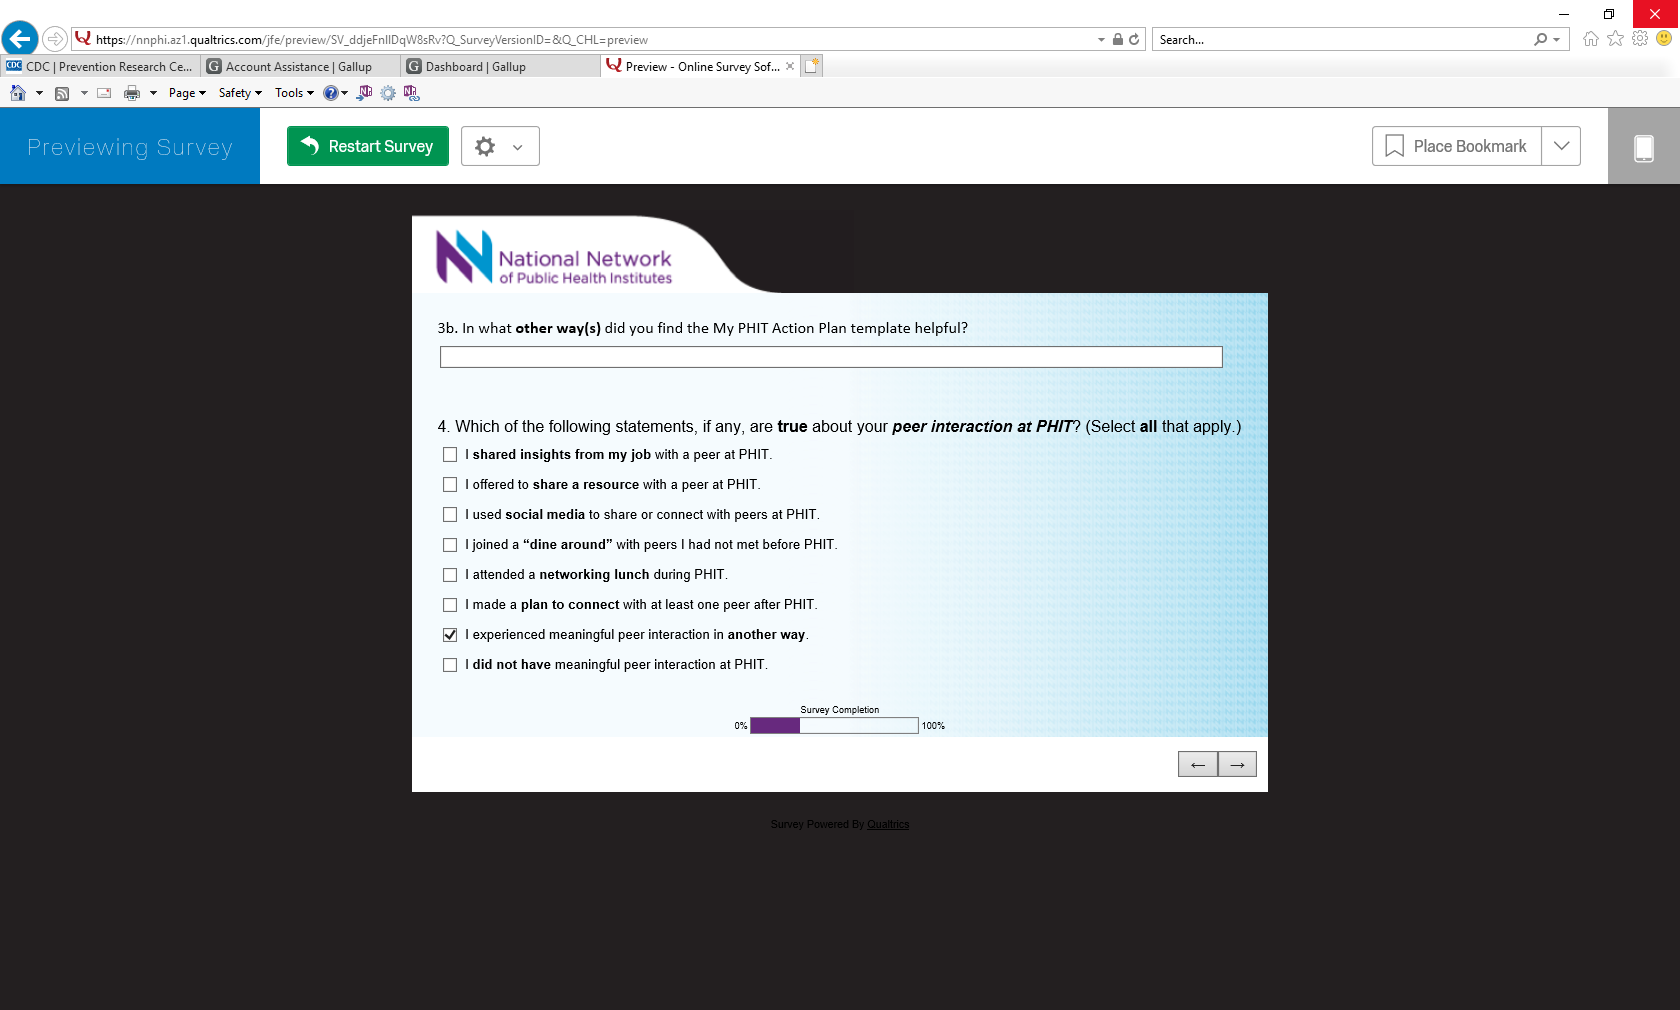 https://nnphi.az1.qualtrics.com/jfe/preview/SV_ddjeFnIIDqW8sRv?Q_SurveyVersionID=&Q_CHL=preview
Search...
CDC | Prevention Research Ce...
Account Assistance | Gallup
Dashboard | Gallup
Preview - Online Survey Sof...
Page
Safety
Tools
Previewing Survey
Restart Survey
Place Bookmark
National Network
of Public Health Institutes
3b. In what other way(s) did you find the My PHIT Action Plan template helpful?
4. Which of the following statements, if any, are true about your peer interaction at PHIT? (Select all that apply.)
I shared insights from my job with a peer at PHIT.
I offered to share a resource with a peer at PHIT.
I used social media to share or connect with peers at PHIT.
I joined a “dine around” with peers I had not met before PHIT.
I attended a networking lunch during PHIT.
I made a plan to connect with at least one peer after PHIT.
I experienced meaningful peer interaction in another way.
I did not have meaningful peer interaction at PHIT.
Survey Completion
0% 100%
← →
Survey Powered By Qualtrics